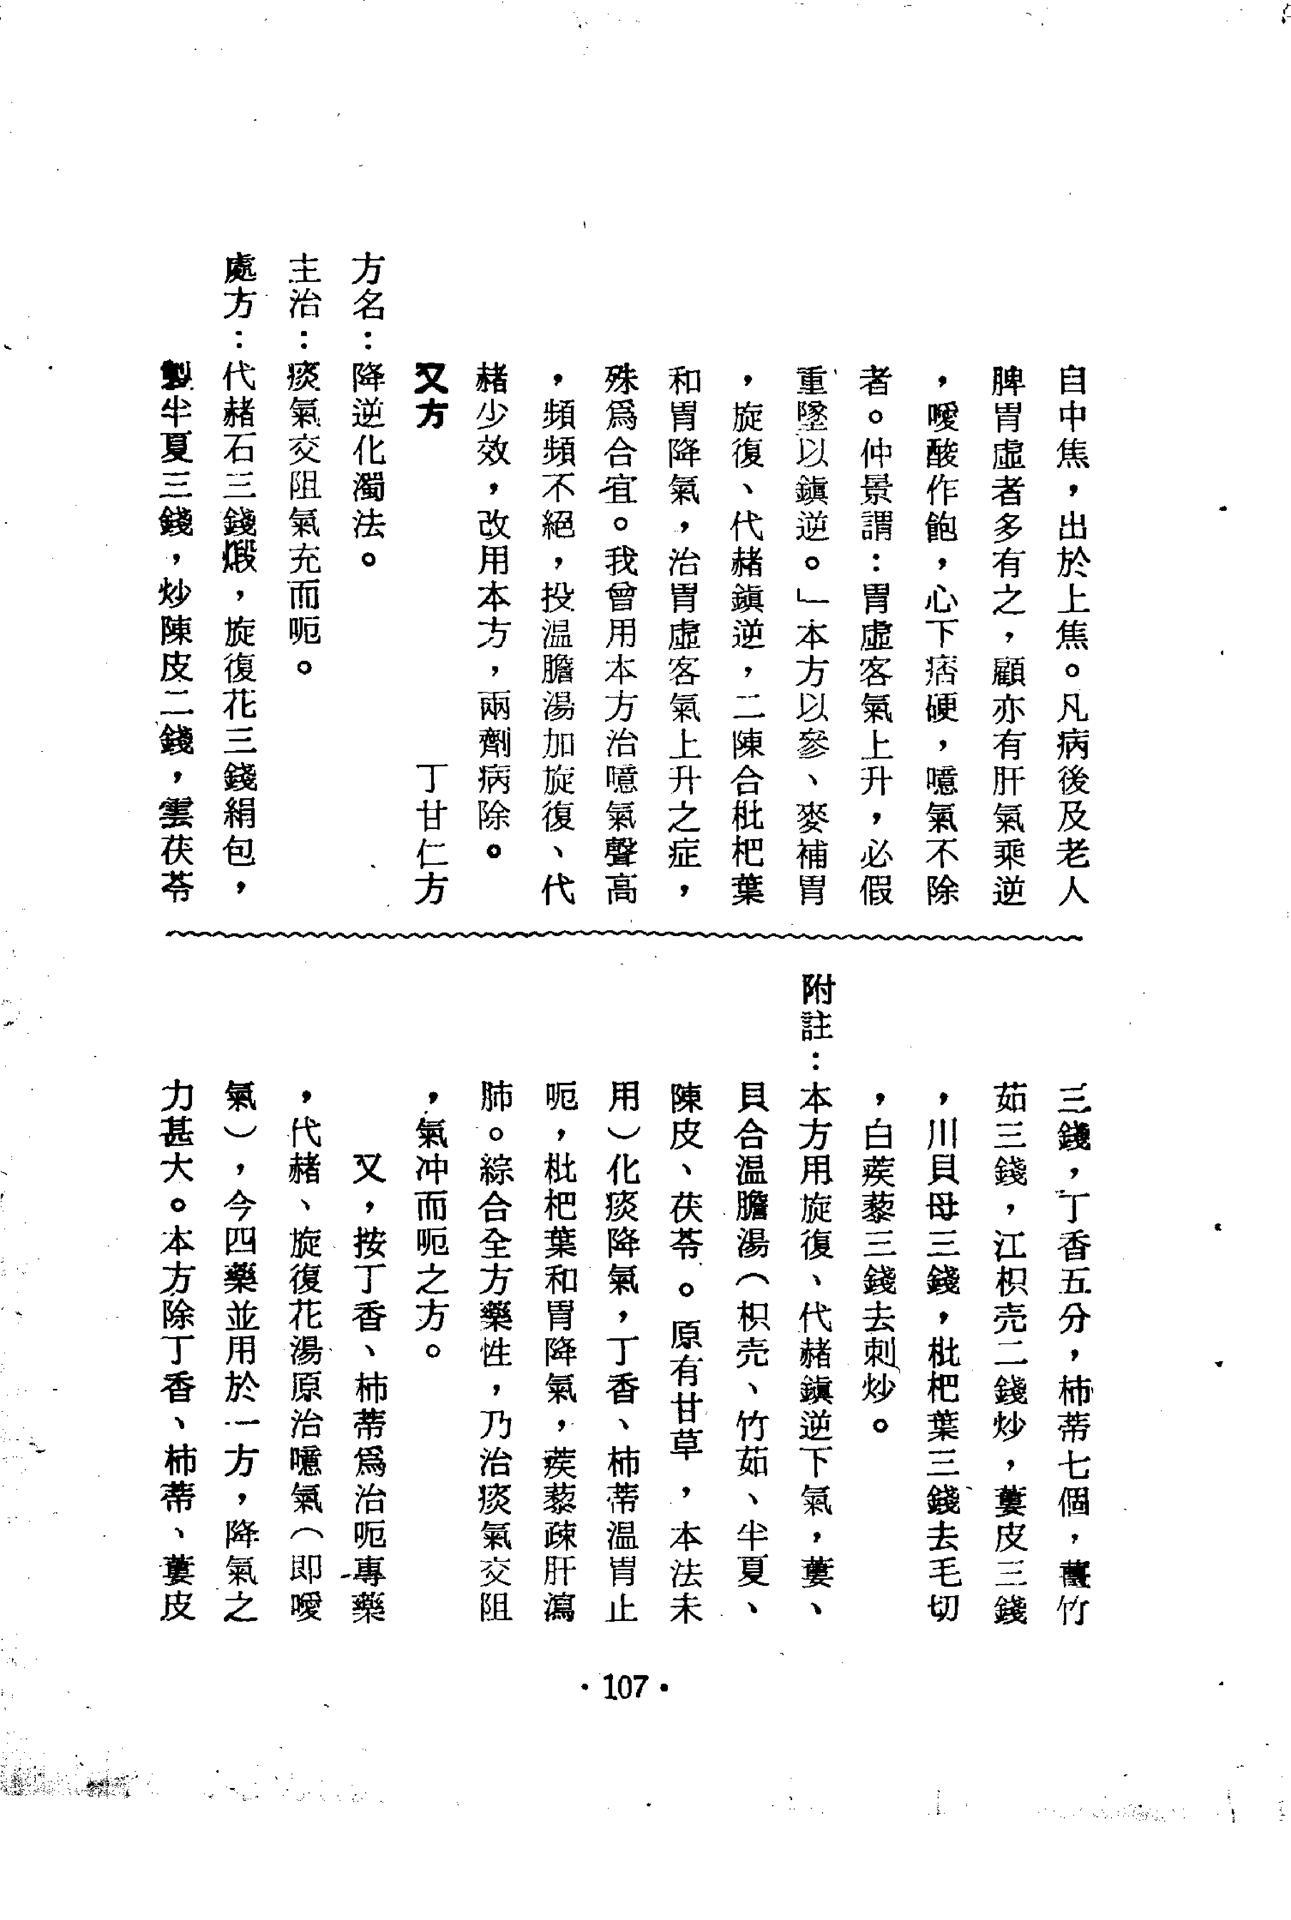 自中焦，出於上焦。凡病後及老人
脾胃虛者多有之，顧亦有肝氣乘逆
，噯酸作飽，心下痞硬，噫氣不除
者。仲景謂：胃虛客氣上升，必假
重墜以鎭逆。」本方以參、麥補胃
，旋復、代赭鎭逆，二陳合枇杷葉
和胃降氣，治胃虛客氣上升之症，
殊爲合宜。我曾用本方治噫氣聲高
，頻頻不絕，投温膽湯加旋復、代
赭少效，改用本方，兩劑病除。
又方　丁甘仁方
方名：降逆化濁法。
主治：痰氣交阻氣充而呃。
處方：代赭石三錢煅，旋復花三錢絹包，
製半夏三錢，炒陳皮二錢，雲茯苓
三錢，丁香五分，柿蒂七個，竹
茹三錢，江枳壳二錢炒，蔞皮三錢
，川貝母三錢，枇杷葉三錢去毛切
，白蒺藜三錢去刺炒。
附註：本方用旋復、代赭鎭逆下氣，蔞、
貝合温膽湯（枳壳、竹茹、半夏、
陳皮、茯苓。原有甘草，本法未
用）化痰降氣，丁香、柿蒂温胃止
呃，枇杷葉和胃降氣，蒺藜疎肝瀉
肺。綜合全方藥性，乃治痰氣交阻
，氣冲而呃之方。
又，按丁香、柿蒂爲治呃專藥
，代赭、旋復花湯原治噫氣（即噯
氣），今四藥並用於一方，降氣之
力甚大。本方除丁香、柿蒂、蔞皮
·107·